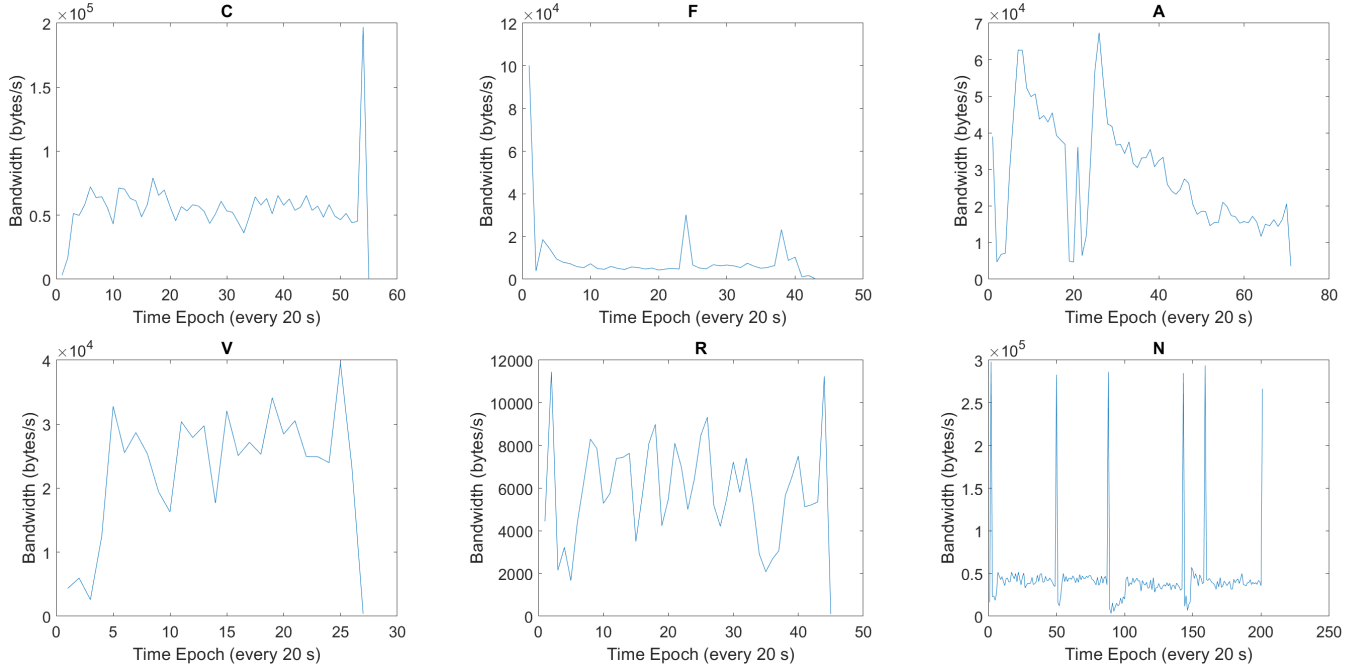 C
×10^5
2
1.5
1
0.5
0
Bandwidth (bytes/s)
0 10 20 30 40 50 60
Time Epoch (every 20 s)
F
×10^4
12
10
8
6
4
2
0
Bandwidth (bytes/s)
0 10 20 30 40 50
Time Epoch (every 20 s)
A
×10^4
7
6
5
4
3
2
1
0
Bandwidth (bytes/s)
0 20 40 60 80
Time Epoch (every 20 s)
V
×10^4
4
3
2
1
0
Bandwidth (bytes/s)
0 5 10 15 20 25 30
Time Epoch (every 20 s)
R
12000
10000
8000
6000
4000
2000
0
Bandwidth (bytes/s)
0 10 20 30 40 50
Time Epoch (every 20 s)
N
×10^5
3
2.5
2
1.5
1
0.5
0
Bandwidth (bytes/s)
0 50 100 150 200 250
Time Epoch (every 20 s)